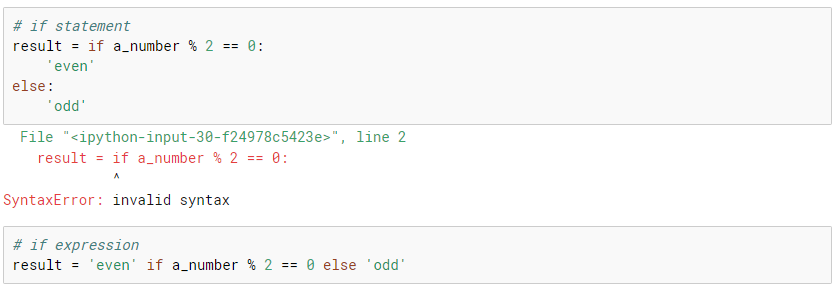 # if statement
result = if a_number % 2 == 0:
    'even'
else:
    'odd'
  File "<ipython-input-30-f24978c5423e>", line 2
    result = if a_number % 2 == 0:
             ^
SyntaxError: invalid syntax
# if expression
result = 'even' if a_number % 2 == 0 else 'odd'